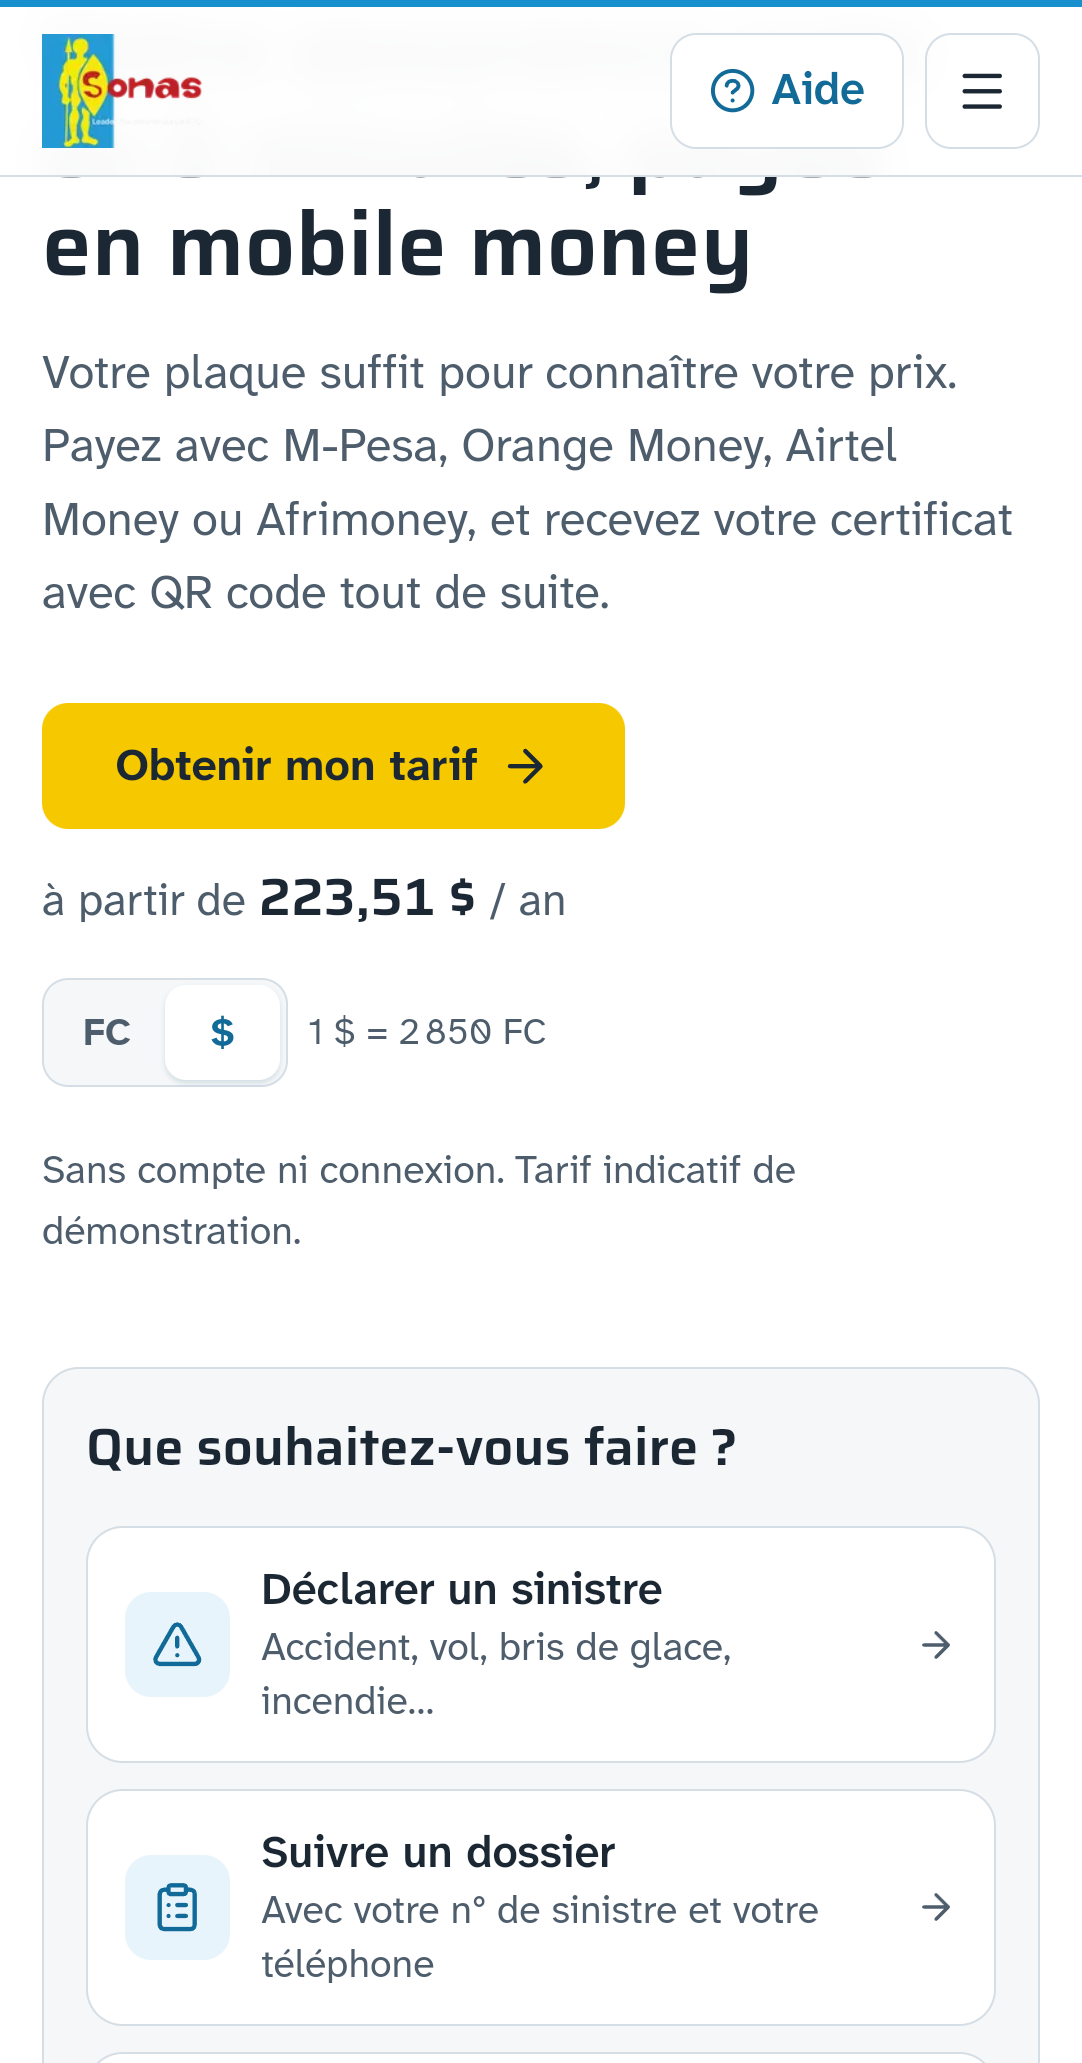 Sonas
Aide
en mobile money
Votre plaque suffit pour connaître votre prix.
Payez avec M-Pesa, Orange Money, Airtel
Money ou Afrimoney, et recevez votre certificat
avec QR code tout de suite.
Obtenir mon tarif
à partir de 223,51 $ / an
FC
$
1 $ = 2 850 FC
Sans compte ni connexion. Tarif indicatif de
démonstration.
Que souhaitez-vous faire ?
Déclarer un sinistre
Accident, vol, bris de glace,
incendie...
Suivre un dossier
Avec votre n° de sinistre et votre
téléphone